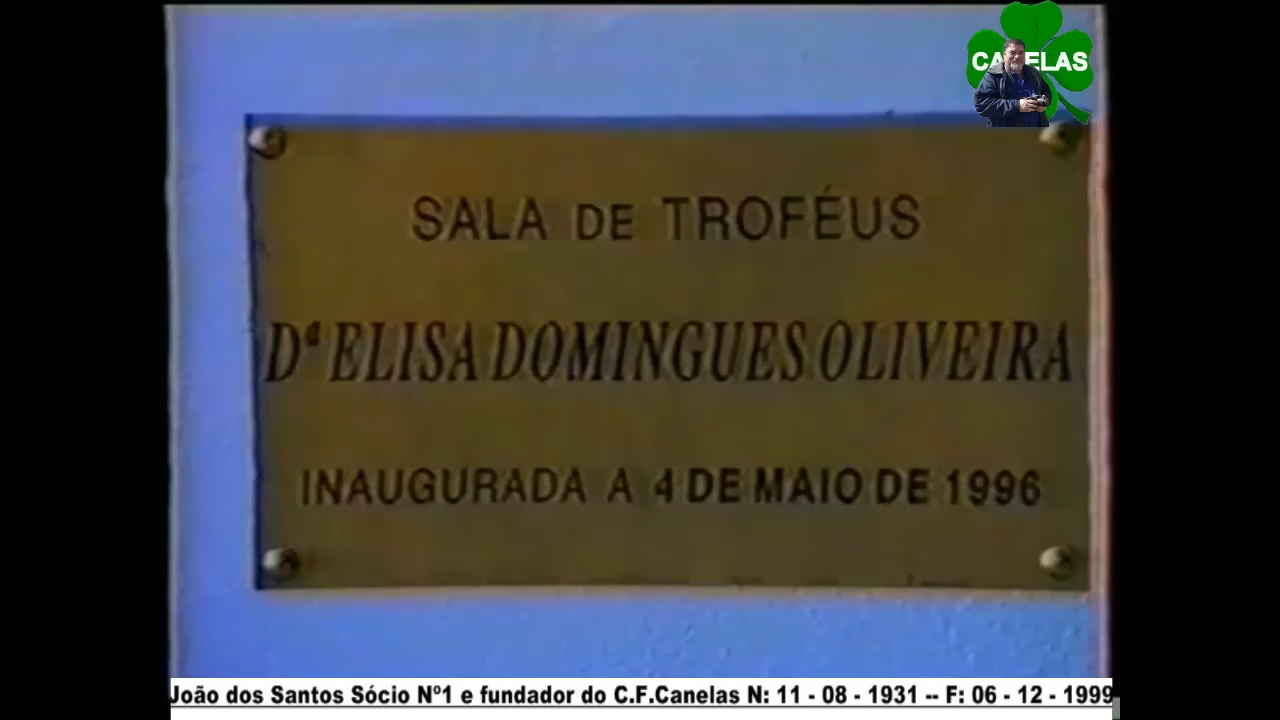 CANELAS
SALA DE TROFÉUS
Dª ELISA DOMINGUES OLIVEIRA
INAUGURADA A 4 DE MAIO DE 1996
João dos Santos Sócio Nº1 e fundador do C.F.Canelas N: 11 - 08 - 1931 -- F: 06 - 12 - 1999